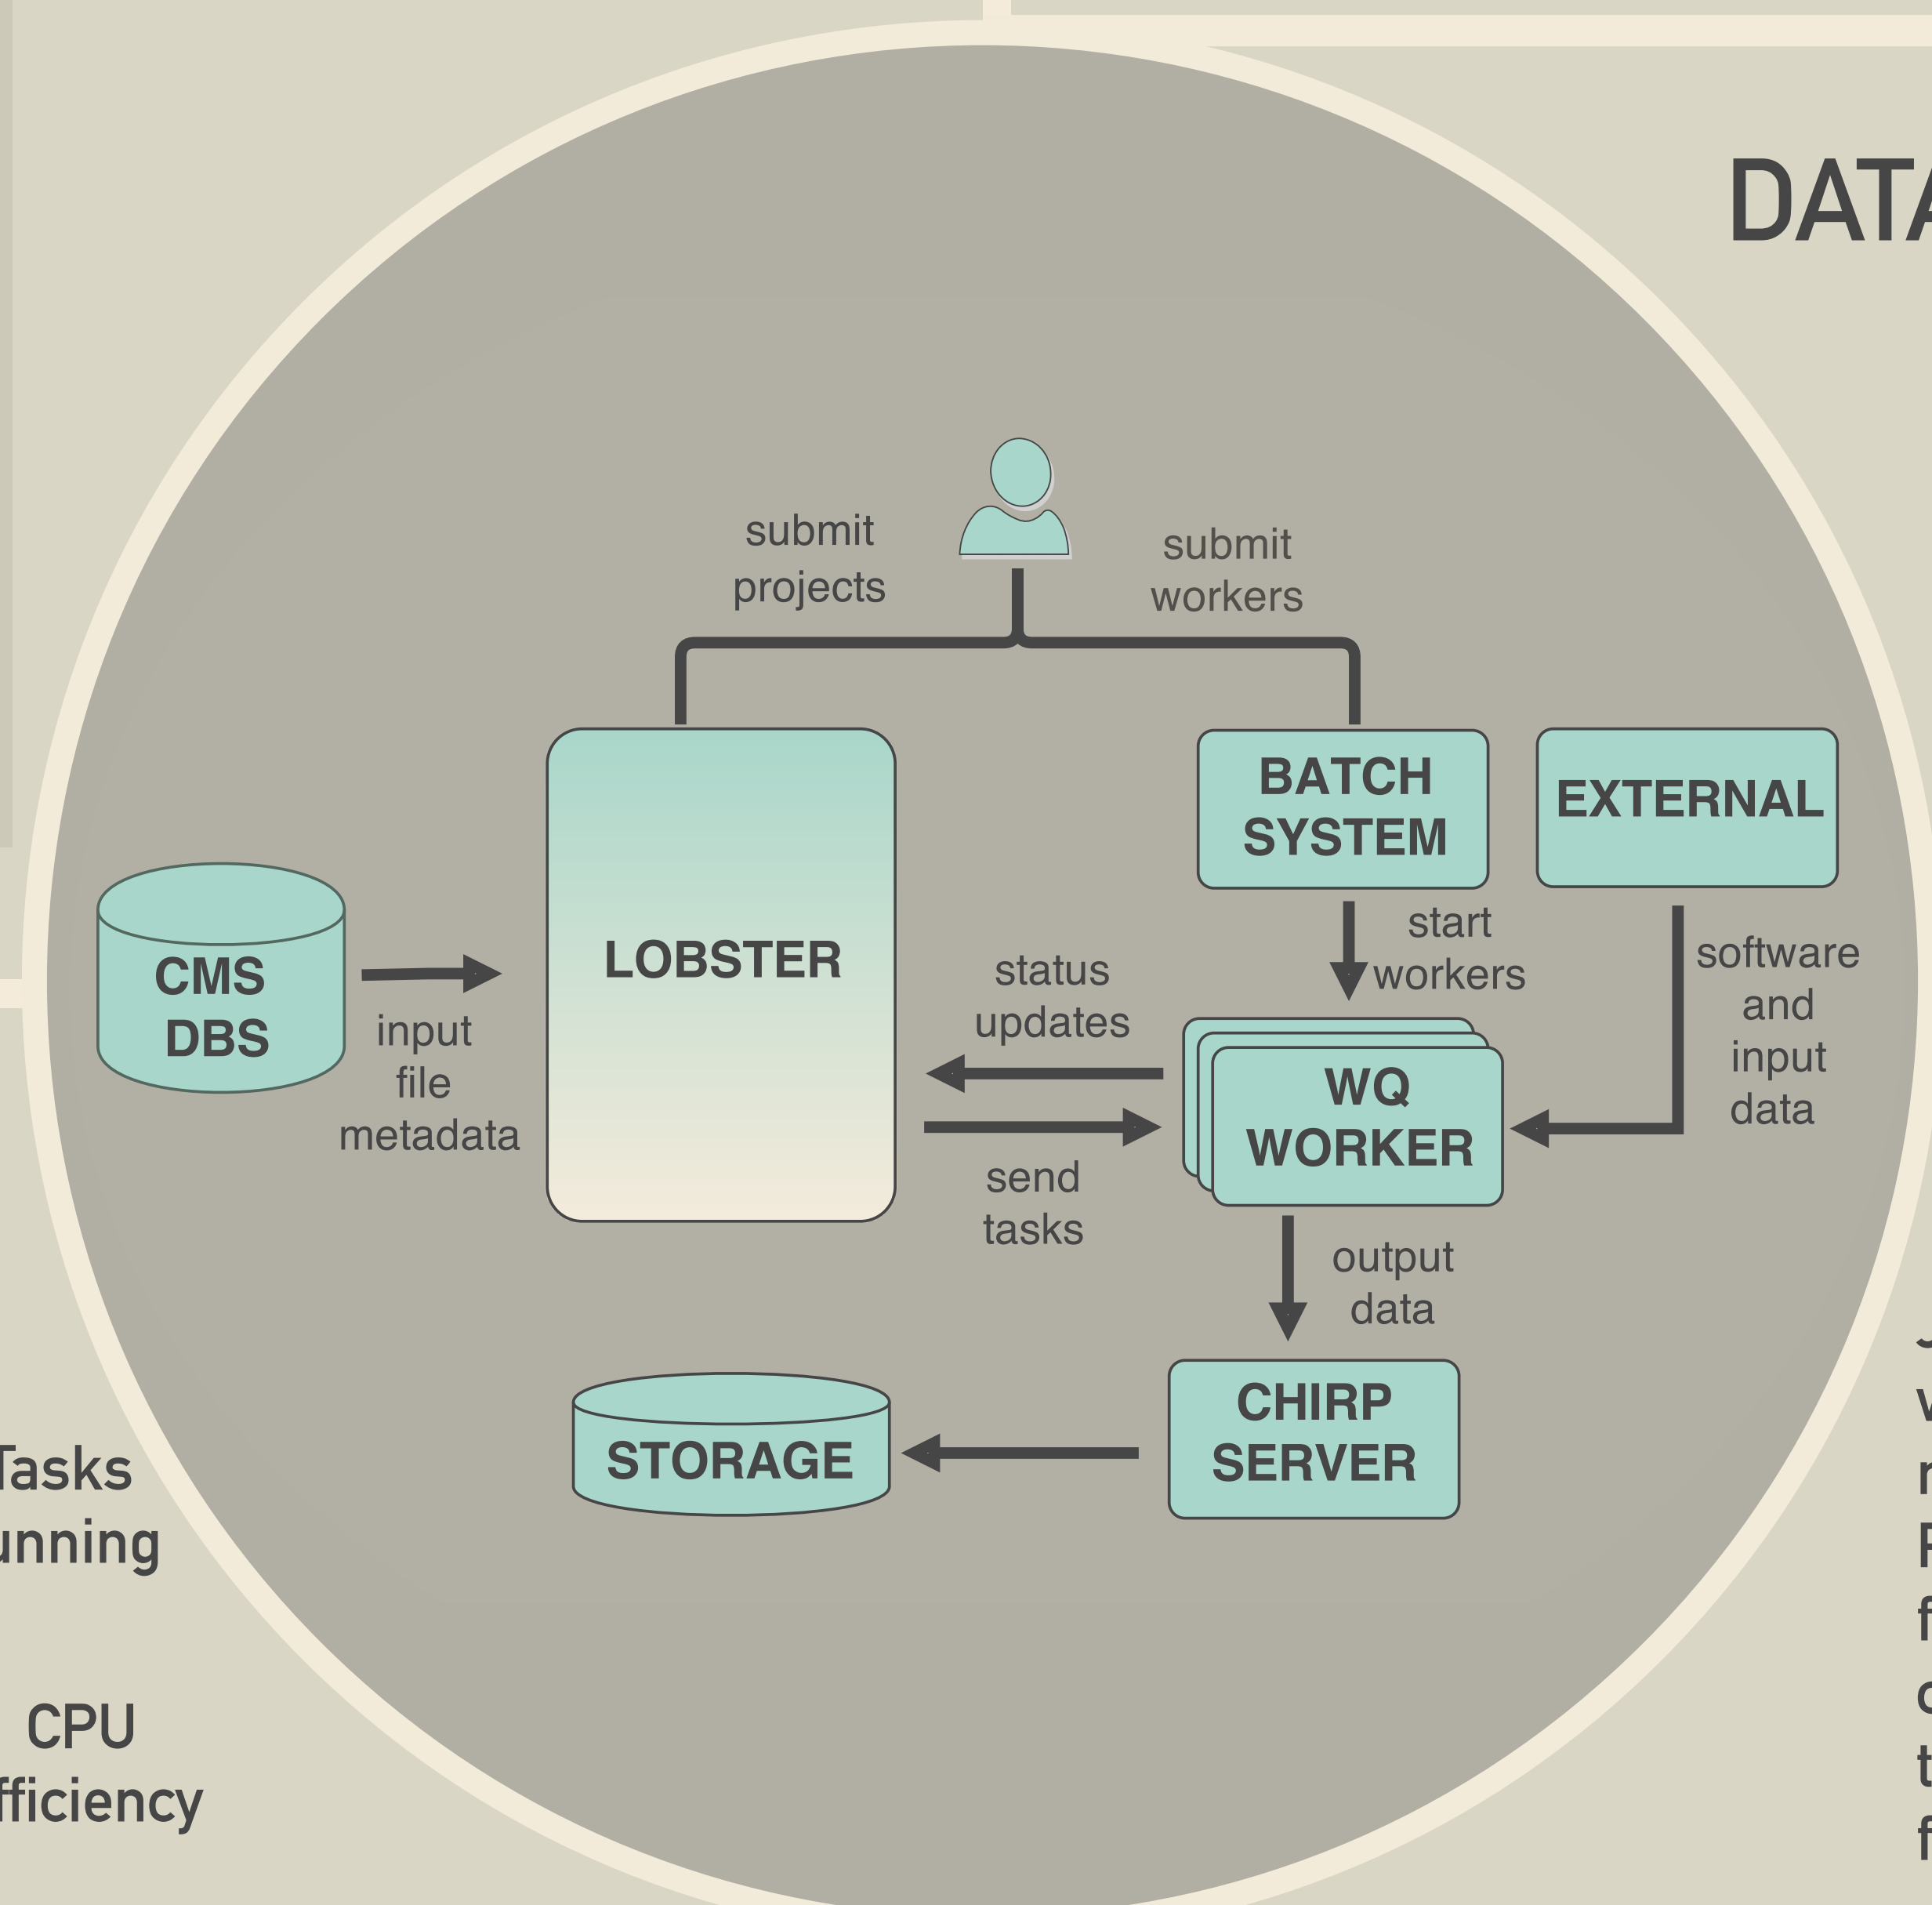 DATA
submit
projects
submit
workers
LOBSTER
BATCH
SYSTEM
EXTERNAL
CMS
DBS
input
file
metadata
start
workers
status
updates
software
and
input
data
WQ
WORKER
send
tasks
output
data
CHIRP
SERVER
STORAGE
Tasks
unning
CPU
fficiency